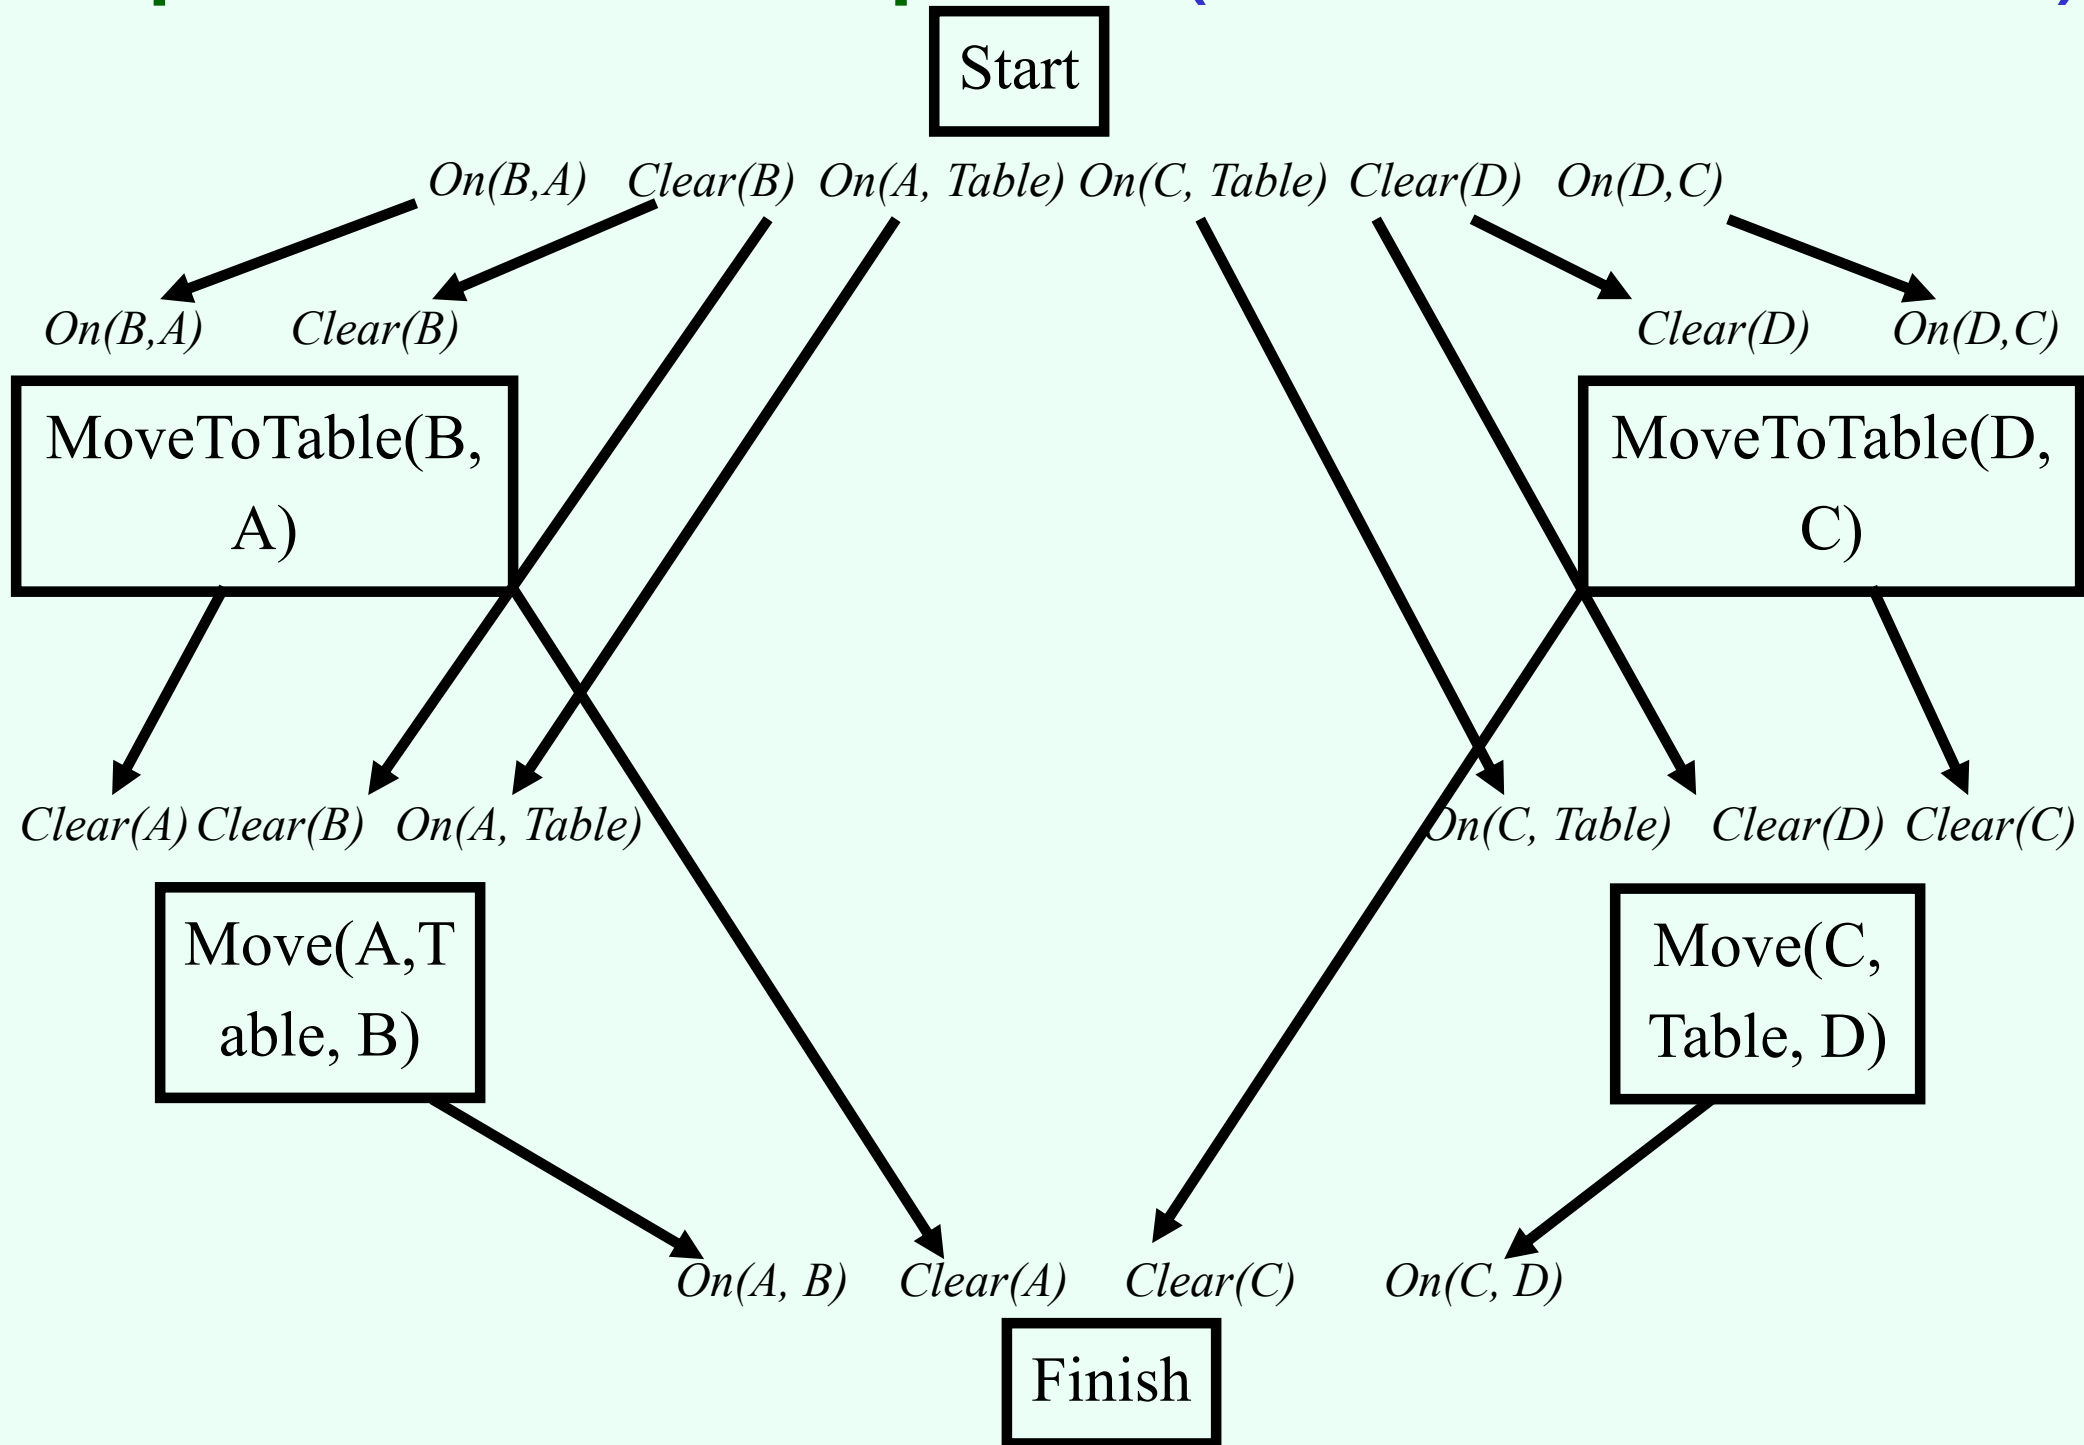 Start
On(B,A) Clear(B) On(A, Table) On(C, Table) Clear(D) On(D,C)
On(B,A) Clear(B) Clear(D) On(D,C)
MoveToTable(B,
A)
MoveToTable(D,
C)
Clear(A) Clear(B) On(A, Table) On(C, Table) Clear(D) Clear(C)
Move(A,T
able, B)
Move(C,
Table, D)
On(A, B) Clear(A) Clear(C) On(C, D)
Finish